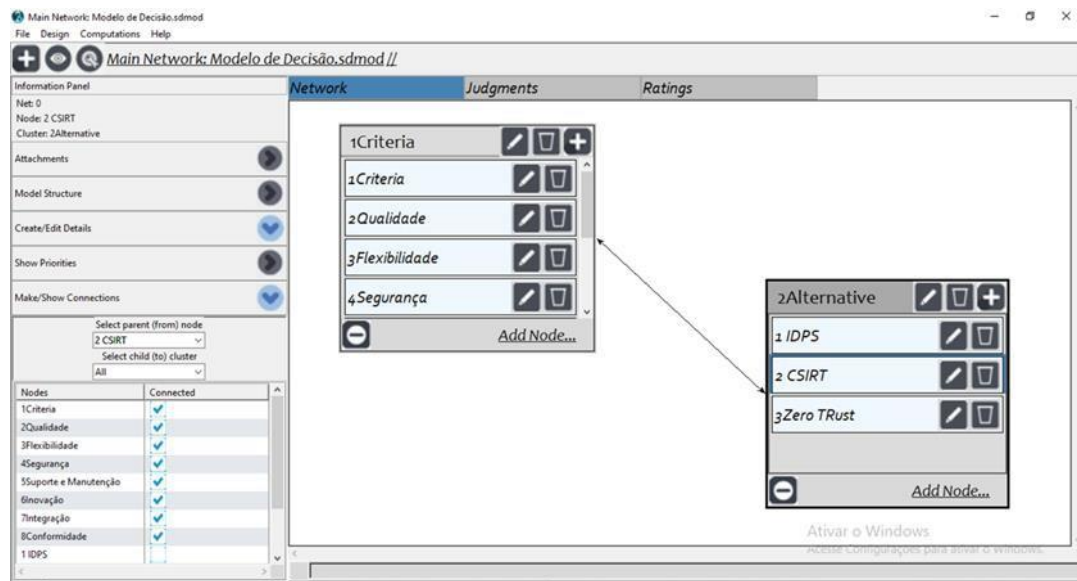 Main Network: Modelo de Decisão.sdmod
File Design Computations Help
Main Network: Modelo de Decisão.sdmod //
Information Panel
Net: 0
Node: 2 CSIRT
Cluster: 2Alternative
Attachments
Model Structure
Create/Edit Details
Show Priorities
Make/Show Connections
Select parent (from) node
2 CSIRT
Select child (to) cluster
All
Nodes Connected
1Criteria
2Qualidade
3Flexibilidade
4Segurança
5Suporte e Manutenção
6Inovação
7Integração
8Conformidade
1 IDPS
Network Judgments Ratings
1Criteria
1Criteria
2Qualidade
3Flexibilidade
4Segurança
Add Node...
2Alternative
1 IDPS
2 CSIRT
3Zero TRust
Add Node...
Ativar o Windows
Acesse Configurações para ativar o Windows.